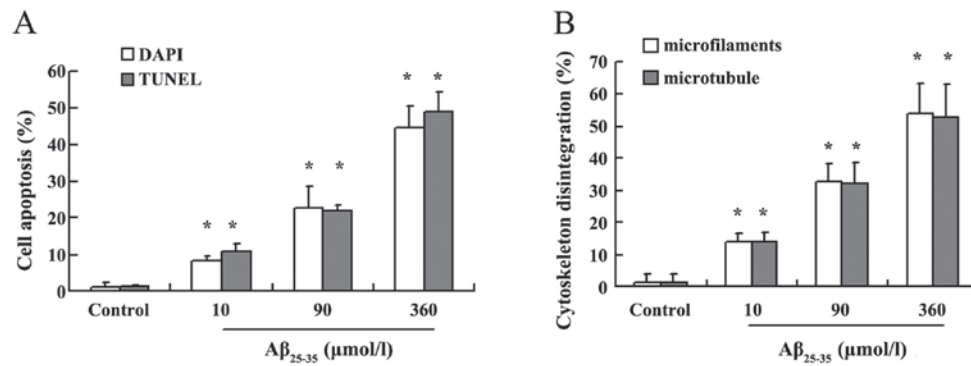 A
DAPI
TUNEL
Cell apoptosis (%)
60
50
40
30
20
10
0
* * * * * *
Control 10 90 360
Aβ25-35 (μmol/l)
B
microfilaments
microtubule
Cytoskeleton disintegration (%)
70
60
50
40
30
20
10
0
* * * * * *
Control 10 90 360
Aβ25-35 (μmol/l)